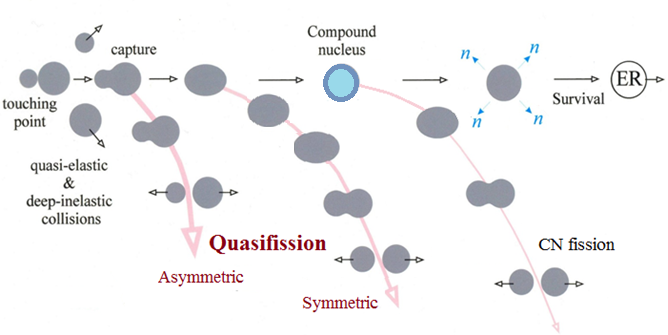 capture
Compound
nucleus
n
n
n
n
ER
Survival
touching
point
quasi-elastic
&
deep-inelastic
collisions
Quasifission
Asymmetric
Symmetric
CN fission